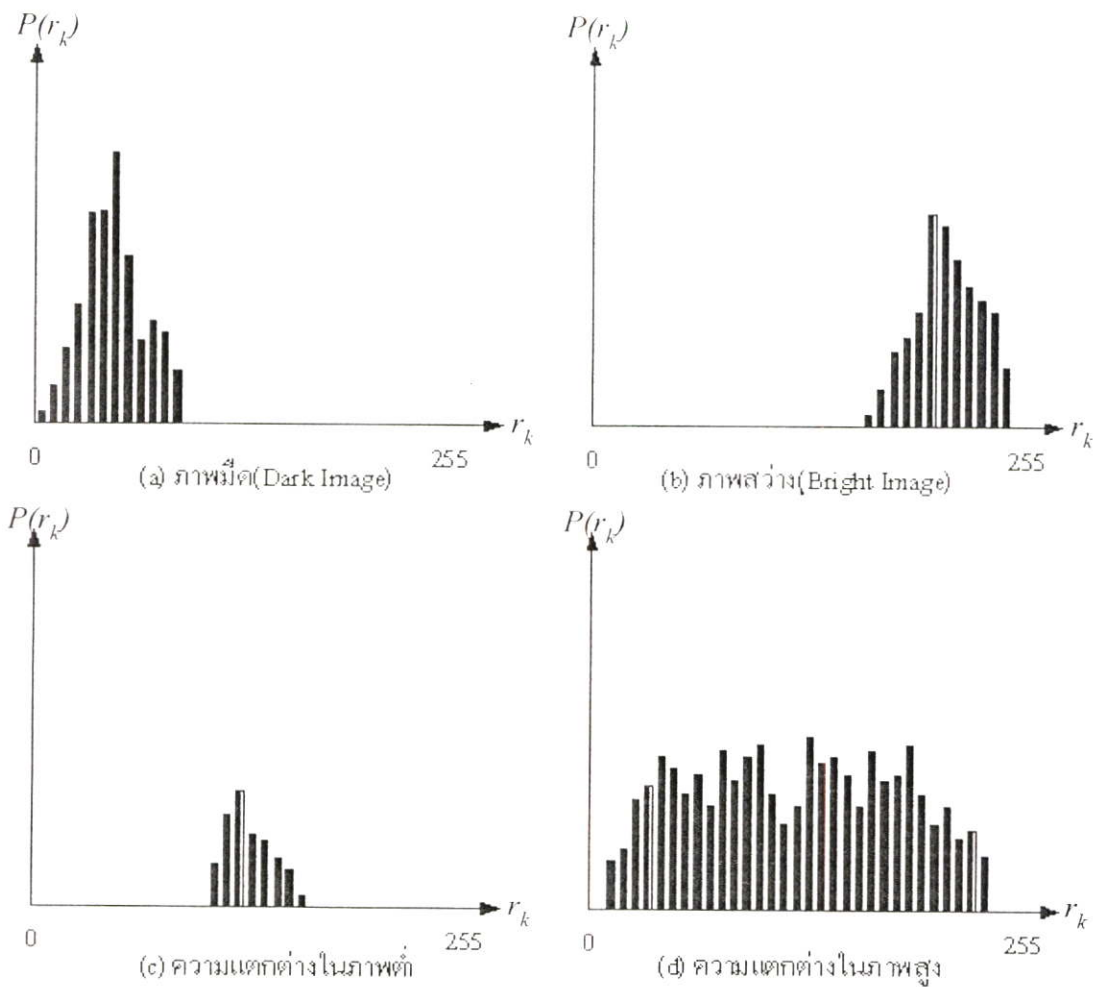 P(r_k)
r_k
0
255
(a) ภาพมืด(Dark Image)
P(r_k)
r_k
0
255
(b) ภาพสว่าง(Bright Image)
P(r_k)
r_k
0
255
(c) ความแตกต่างในภาพต่ำ
P(r_k)
r_k
0
255
(d) ความแตกต่างในภาพสูง